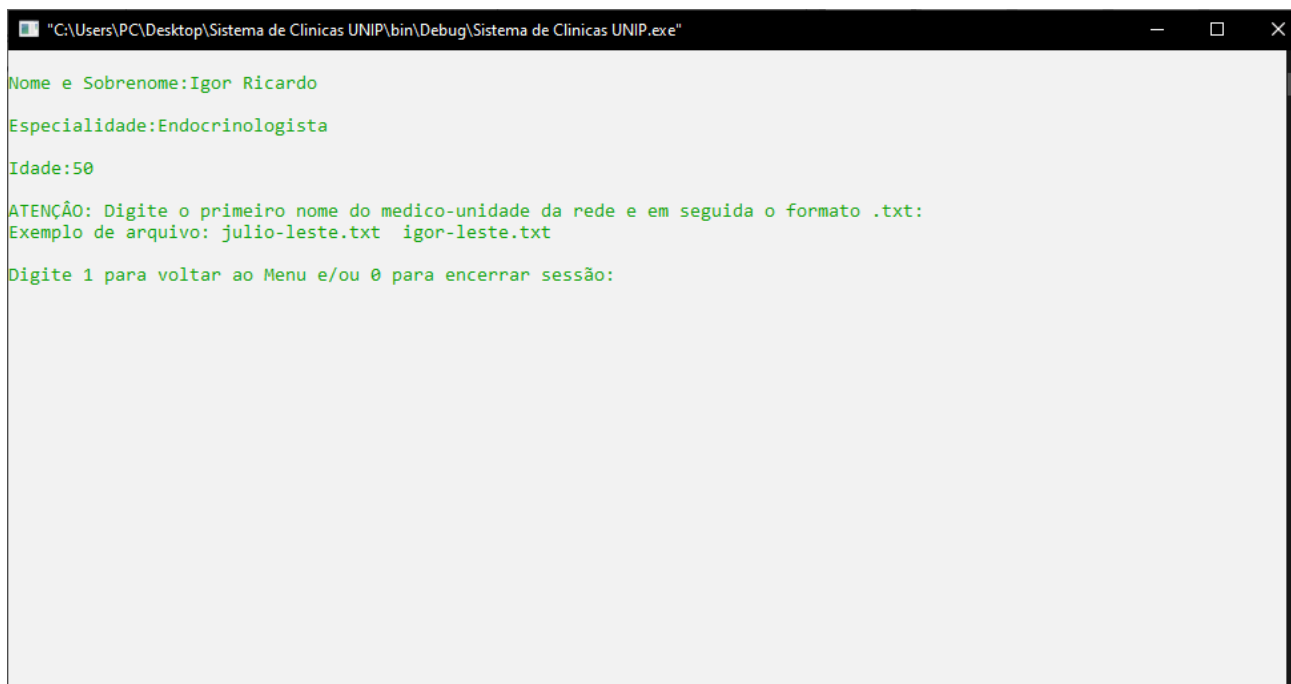 "C:\Users\PC\Desktop\Sistema de Clinicas UNIP\bin\Debug\Sistema de Clinicas UNIP.exe"
Nome e Sobrenome:Igor Ricardo
Especialidade:Endocrinologista
Idade:50
ATENÇÂO: Digite o primeiro nome do medico-unidade da rede e em seguida o formato .txt:
Exemplo de arquivo: julio-leste.txt  igor-leste.txt
Digite 1 para voltar ao Menu e/ou 0 para encerrar sessão: